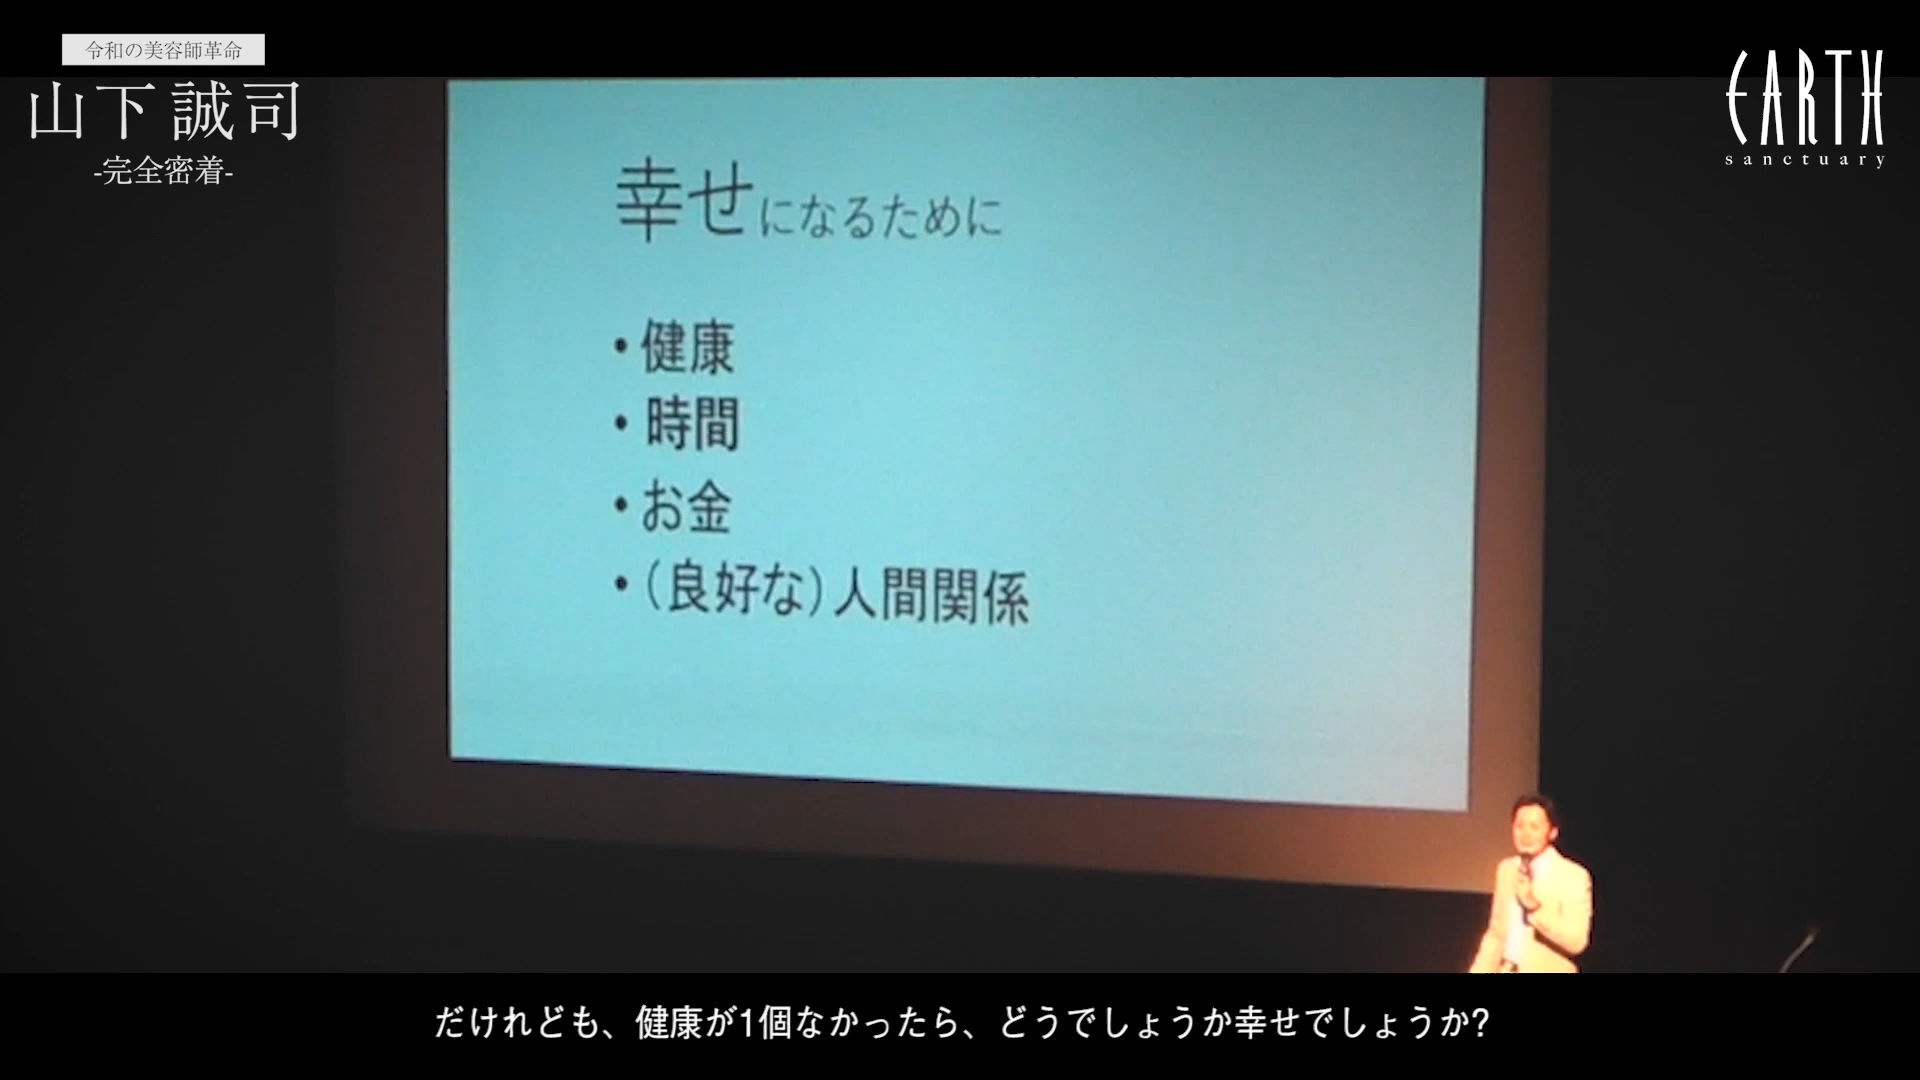 令和の美容師革命
山下 誠司
-完全密着-
EARTH
sanctuary
幸せになるために
・健康
・時間
・お金
・(良好な)人間関係
だけれども、健康が1個なかったら、どうでしょうか幸せでしょうか?